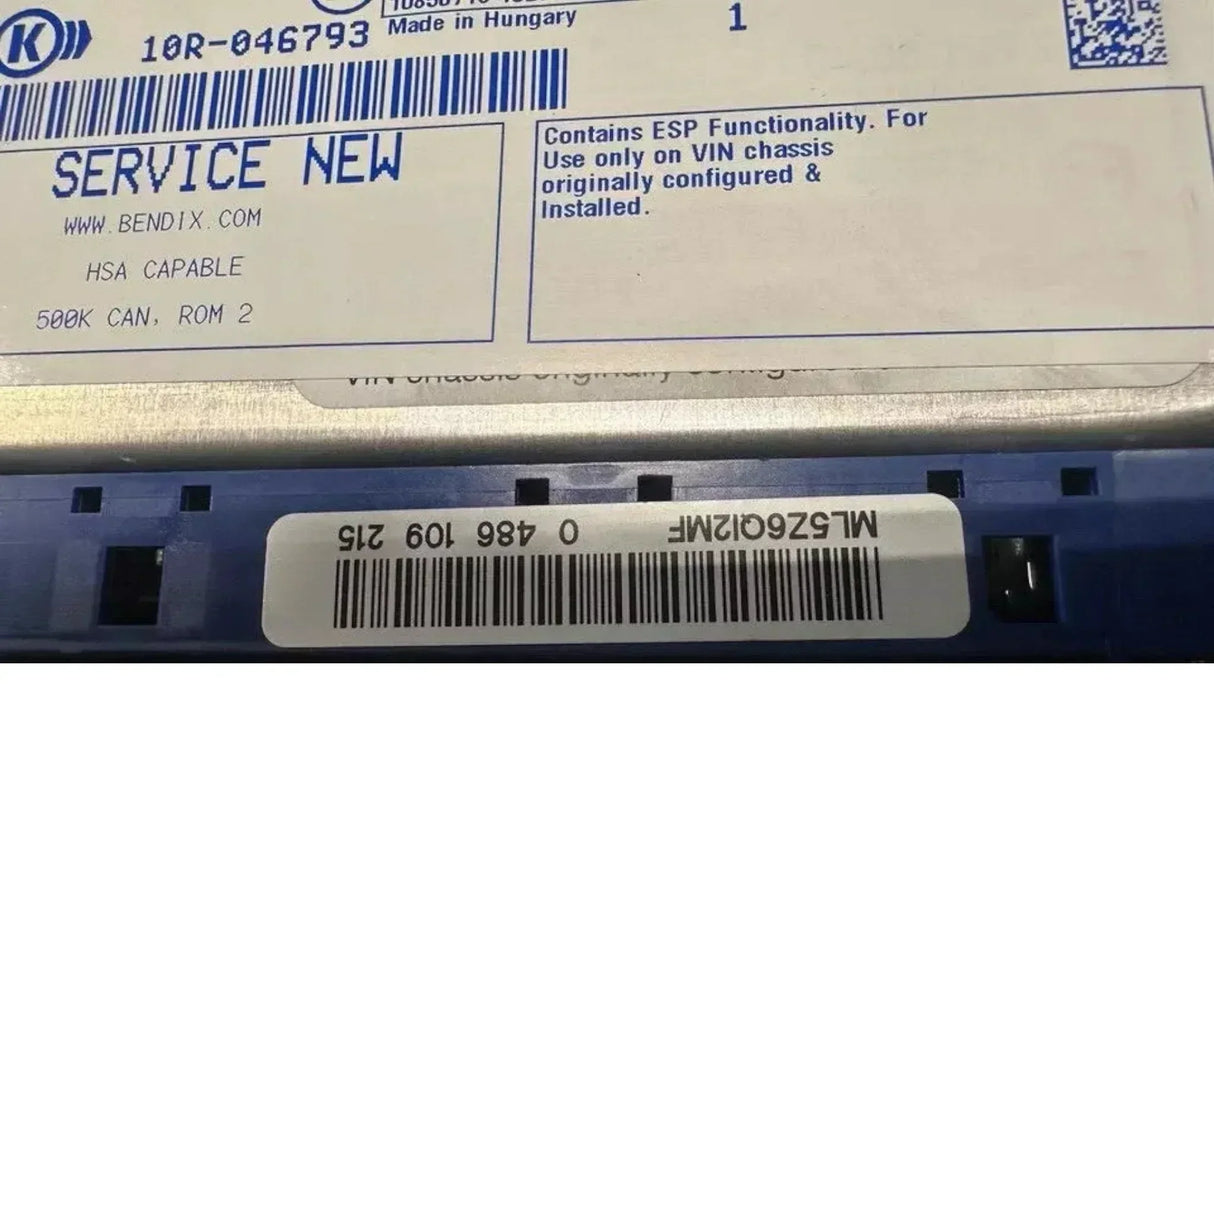 K
10R-046793
Made in Hungary
1
SERVICE NEW
WWW.BENDIX.COM
HSA CAPABLE
500K CAN, ROM 2
Contains ESP Functionality. For
Use only on VIN chassis
originally configured &
Installed.
ML5Z6QI2MF 0 486 109 215